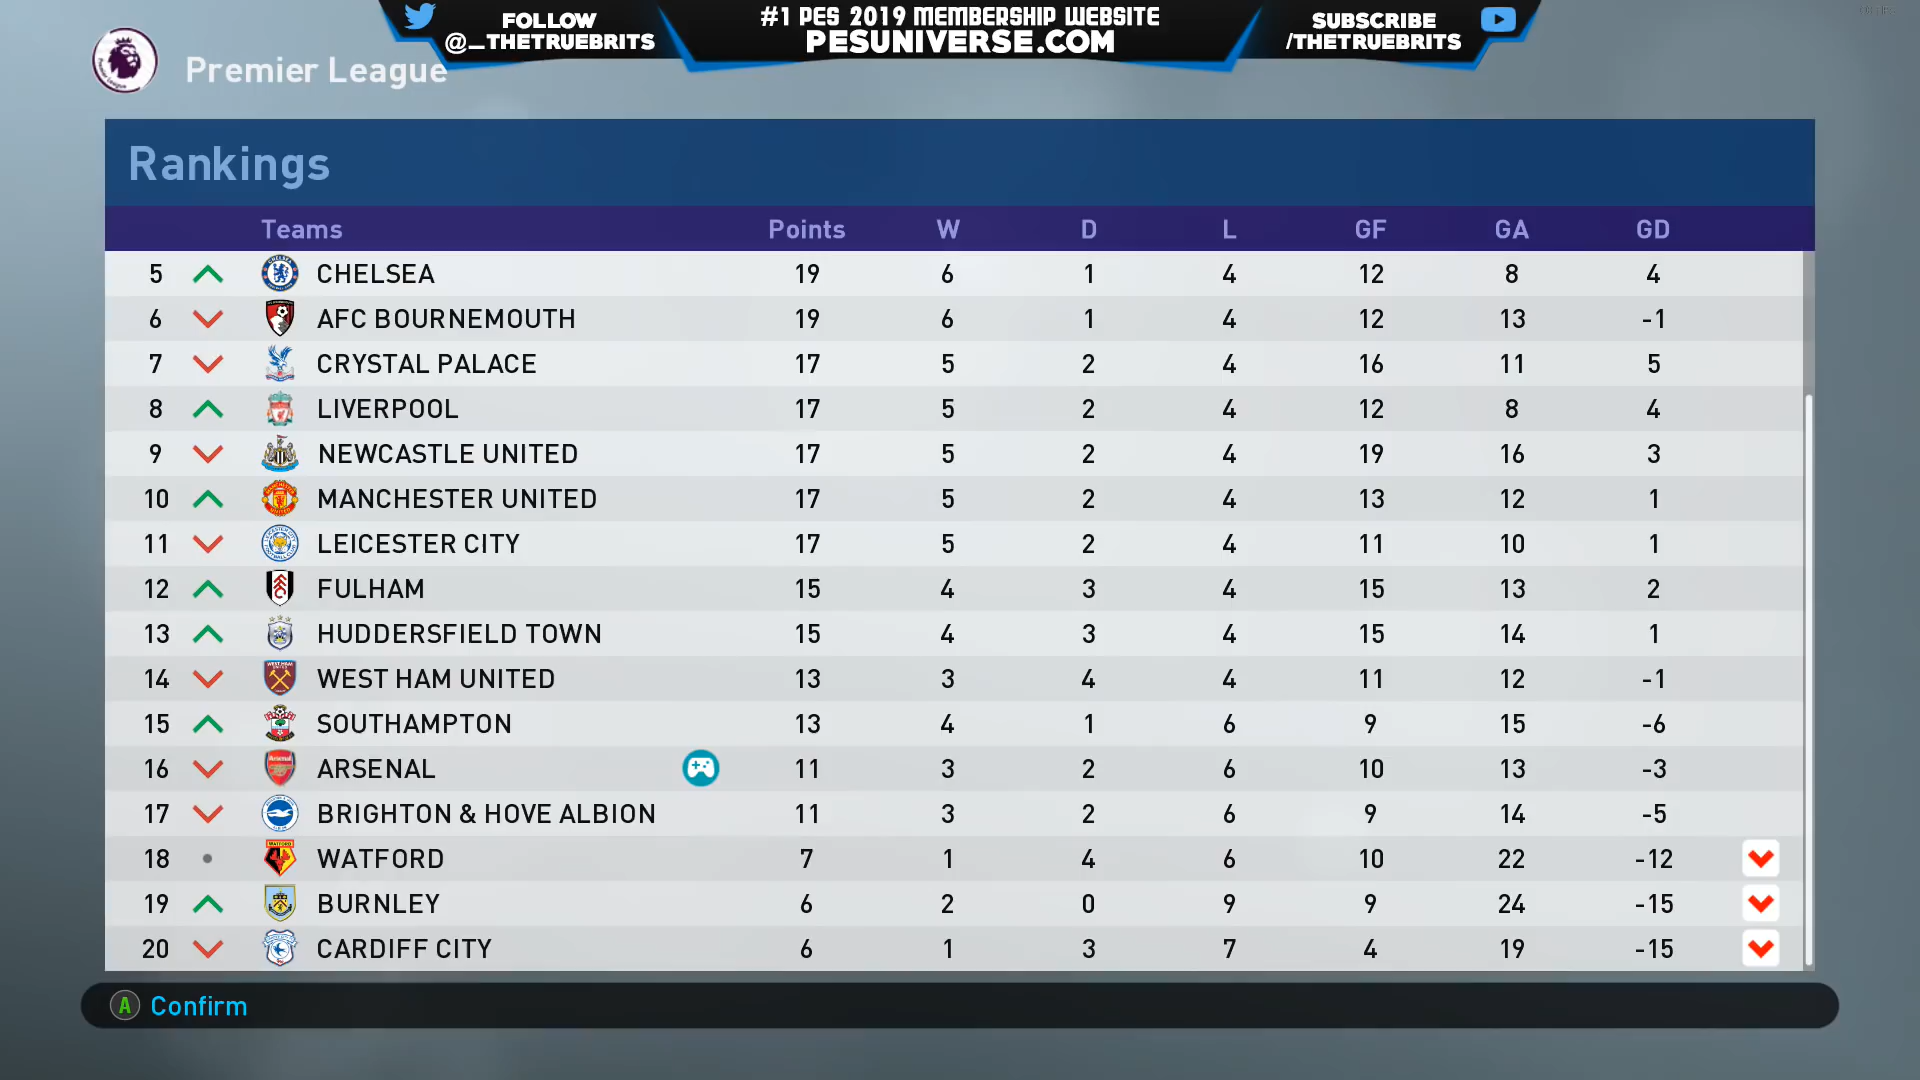 FOLLOW
@_THETRUEBRITS
#1 PES 2019 MEMBERSHIP WEBSITE
PESUNIVERSE.COM
SUBSCRIBE
/THETRUEBRITS
Premier League
Rankings
Teams Points W D L GF GA GD
5 CHELSEA 19 6 1 4 12 8 4
6 AFC BOURNEMOUTH 19 6 1 4 12 13 -1
7 CRYSTAL PALACE 17 5 2 4 16 11 5
8 LIVERPOOL 17 5 2 4 12 8 4
9 NEWCASTLE UNITED 17 5 2 4 19 16 3
10 MANCHESTER UNITED 17 5 2 4 13 12 1
11 LEICESTER CITY 17 5 2 4 11 10 1
12 FULHAM 15 4 3 4 15 13 2
13 HUDDERSFIELD TOWN 15 4 3 4 15 14 1
14 WEST HAM UNITED 13 3 4 4 11 12 -1
15 SOUTHAMPTON 13 4 1 6 9 15 -6
16 ARSENAL 11 3 2 6 10 13 -3
17 BRIGHTON & HOVE ALBION 11 3 2 6 9 14 -5
18 WATFORD 7 1 4 6 10 22 -12
19 BURNLEY 6 2 0 9 9 24 -15
20 CARDIFF CITY 6 1 3 7 4 19 -15
A Confirm